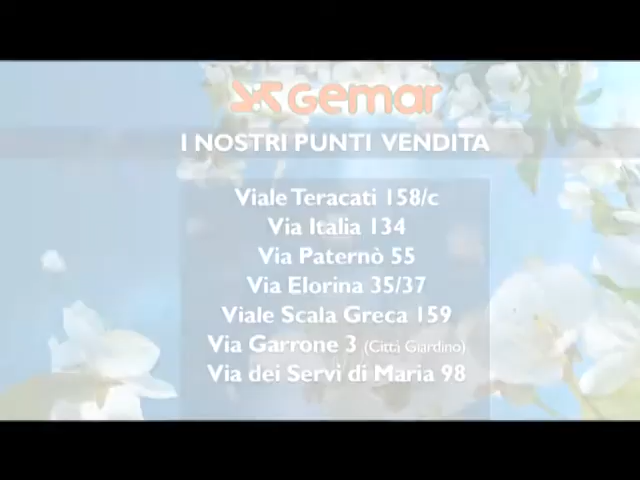 Gemar
I NOSTRI PUNTI VENDITA
Viale Teracati 158/c
Via Italia 134
Via Paternò 55
Via Elorina 35/37
Viale Scala Greca 159
Via Garrone 3 (Città Giardino)
Via dei Servi di Maria 98